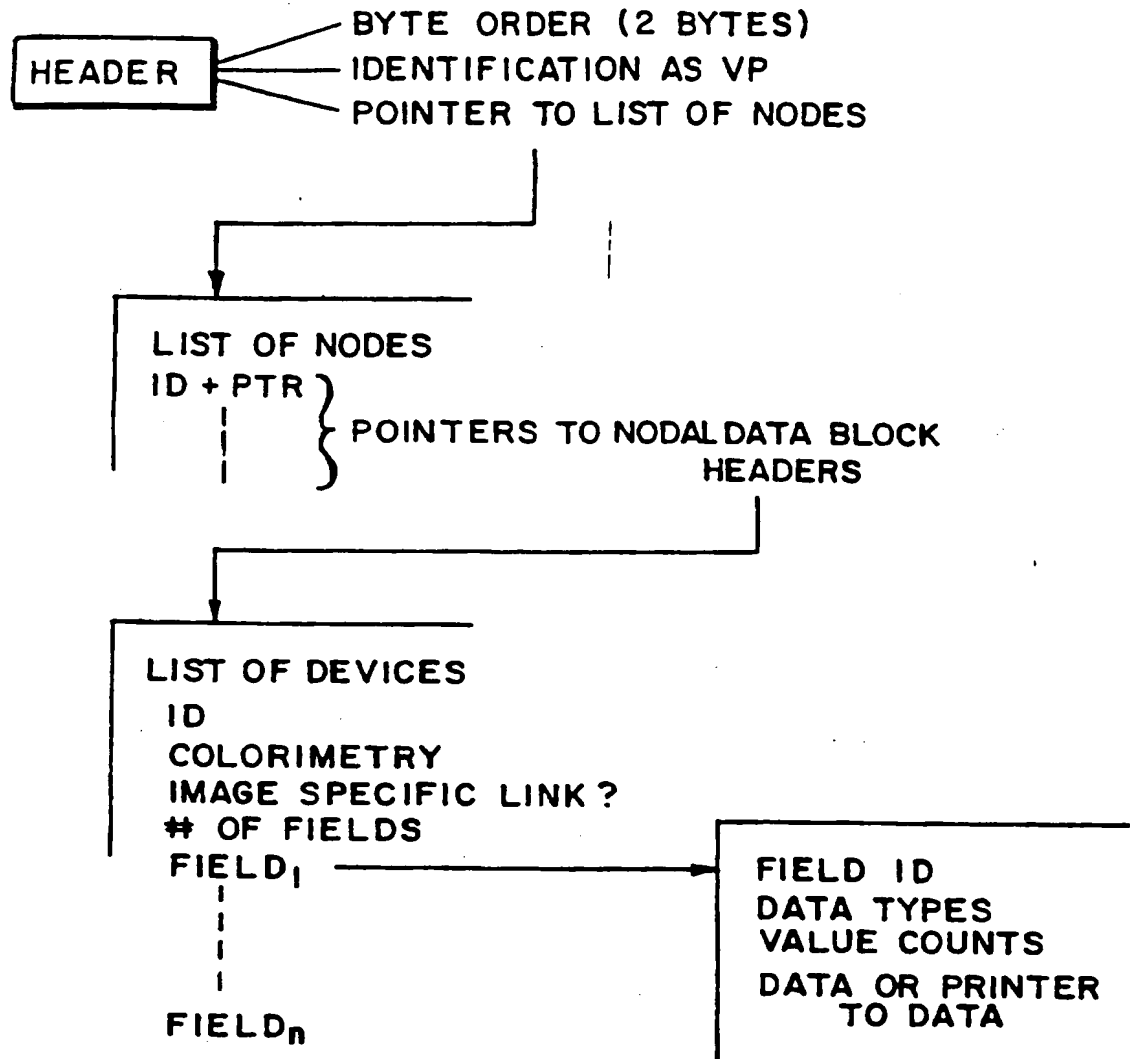 HEADER
BYTE ORDER (2 BYTES)
IDENTIFICATION AS VP
POINTER TO LIST OF NODES
LIST OF NODES
ID + PTR
POINTERS TO NODAL DATA BLOCK
HEADERS
LIST OF DEVICES
ID
COLORIMETRY
IMAGE SPECIFIC LINK ?
# OF FIELDS
FIELD₁
FIELDₙ
FIELD ID
DATA TYPES
VALUE COUNTS
DATA OR PRINTER
TO DATA